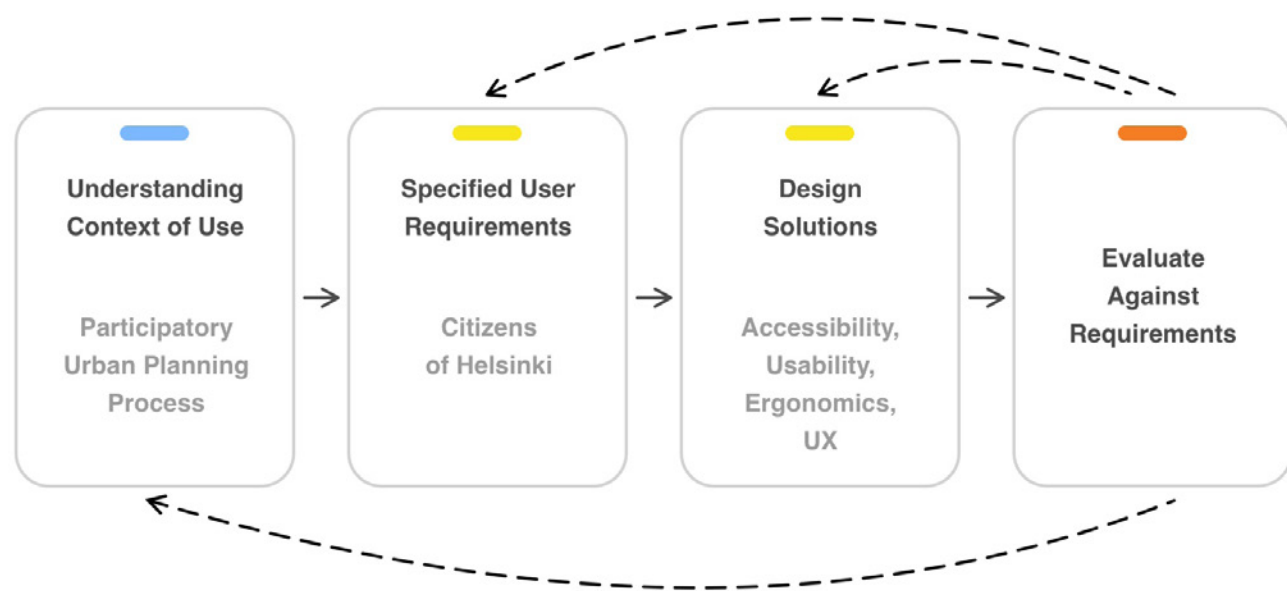 Understanding
Context of Use
Participatory
Urban Planning
Process
Specified User
Requirements
Citizens
of Helsinki
Design
Solutions
Accessibility,
Usability,
Ergonomics,
UX
Evaluate
Against
Requirements